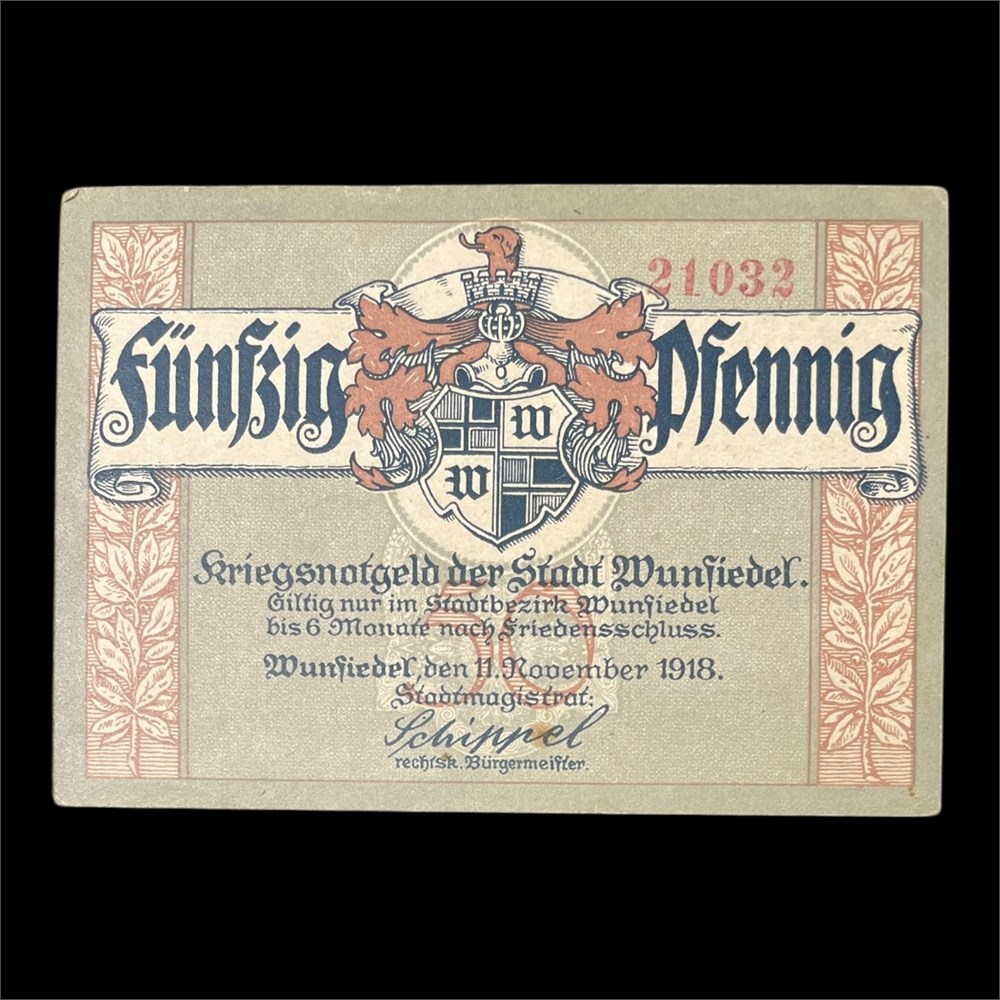 21032
Fünfzig Pfennig
W
W
50
Kriegsnotgeld der Stadt Wunsiedel.
Giltig nur im Stadtbezirk Wunsiedel
bis 6 Monate nach Friedensschluss.
Wunsiedel, den 11. November 1918.
Stadtmagistrat:
Schippel
rechtsk. Bürgermeister.